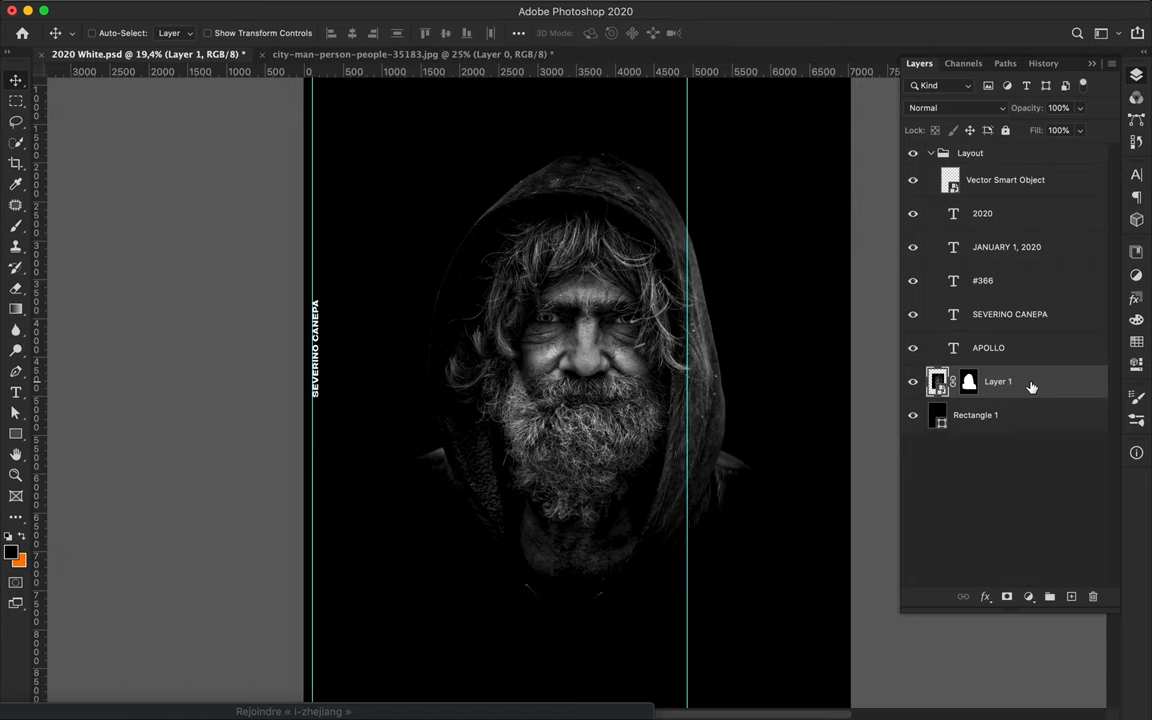 Adobe Photoshop 2020
Auto-Select: Layer Show Transform Controls 3D Mode:
2020 White.psd @ 19,4% (Layer 1, RGB/8) * city-man-person-people-35183.jpg @ 25% (Layer 0, RGB/8) *
3000 2500 2000 1500 1000 500 0 500 1000 1500 2000 2500 3000 3500 4000 4500 5000 5500 6000 6500 7000
Layers Channels Paths History
Kind
Normal Opacity: 100%
Lock: Fill: 100%
Layout
Vector Smart Object
2020
JANUARY 1, 2020
#366
SEVERINO CANEPA
APOLLO
Layer 1
Rectangle 1
SEVERINO CANEPA
Rejoindre « i-zhejiang »